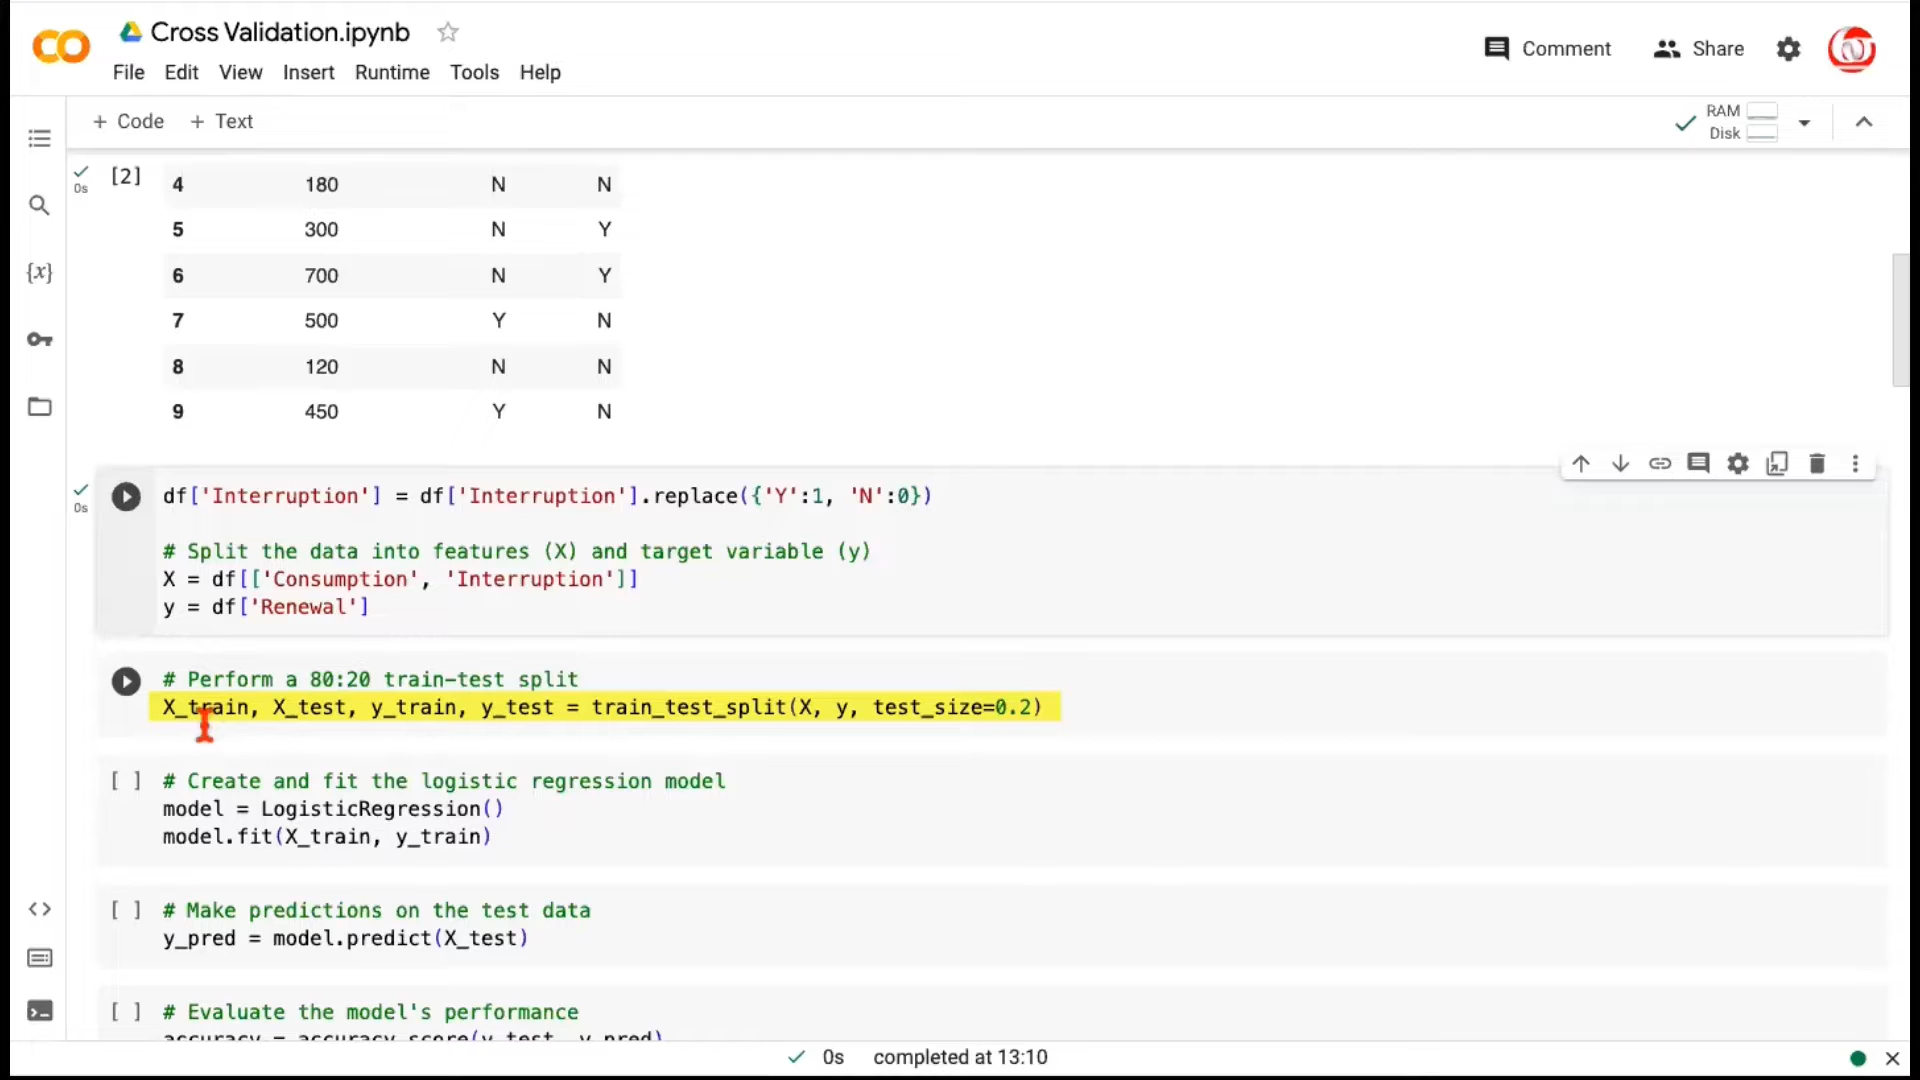 Cross Validation.ipynb
Comment
Share
File Edit View Insert Runtime Tools Help
+ Code + Text
RAM
Disk
0s
[2]
4 180 N N
5 300 N Y
6 700 N Y
7 500 Y N
8 120 N N
9 450 Y N
0s
df['Interruption'] = df['Interruption'].replace({'Y':1, 'N':0})
# Split the data into features (X) and target variable (y)
X = df[['Consumption', 'Interruption']]
y = df['Renewal']
# Perform a 80:20 train-test split
X_train, X_test, y_train, y_test = train_test_split(X, y, test_size=0.2)
[ ] # Create and fit the logistic regression model
model = LogisticRegression()
model.fit(X_train, y_train)
[ ] # Make predictions on the test data
y_pred = model.predict(X_test)
[ ] # Evaluate the model's performance
accuracy = accuracy_score(y_test, y_pred)
0s completed at 13:10